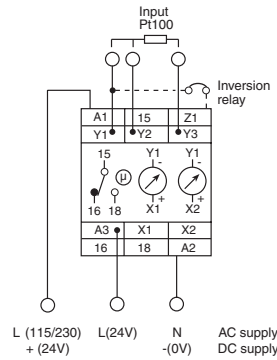 Input
Pt100
Inversion
relay
A1 15 Z1
Y1 Y2 Y3
15 µ Y1 Y1
- -
+ +
16 18 X1 X2
A3 X1 X2
16 18 A2
L (115/230) L(24V) N AC supply
+ (24V) -(0V) DC supply